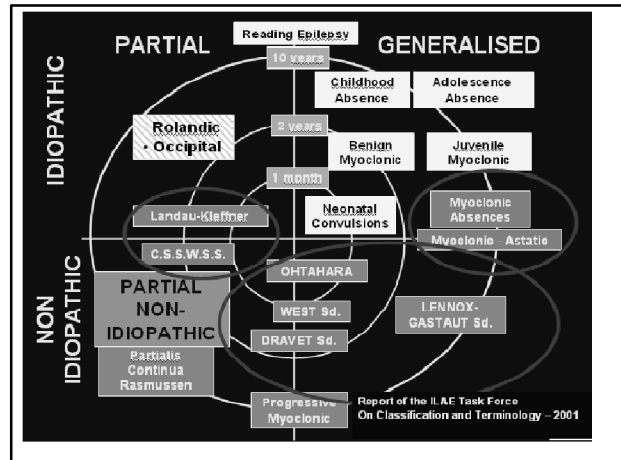 PARTIAL
Reading Epilepsy
GENERALISED
10 years
IDIOPATHIC
Childhood
Absence
Adolescence
Absence
2 years
Rolandic
• Occipital
Benign
Myoclonic
Juvenile
Myoclonic
1 month
Landau-Kleffner
Neonatal
Convulsions
Myoclonic
Absences
Myoclonic - Astatic
C.S.S.W.S.S.
NON
IDIOPATHIC
OHTAHARA
PARTIAL
NON-
IDIOPATHIC
WEST Sd.
LENNOX-
GASTAUT Sd.
DRAVET Sd.
Partialis
Continua
Rasmussen
Progressive
Myoclonic
Report of the ILAE Task Force
On Classification and Terminology – 2001